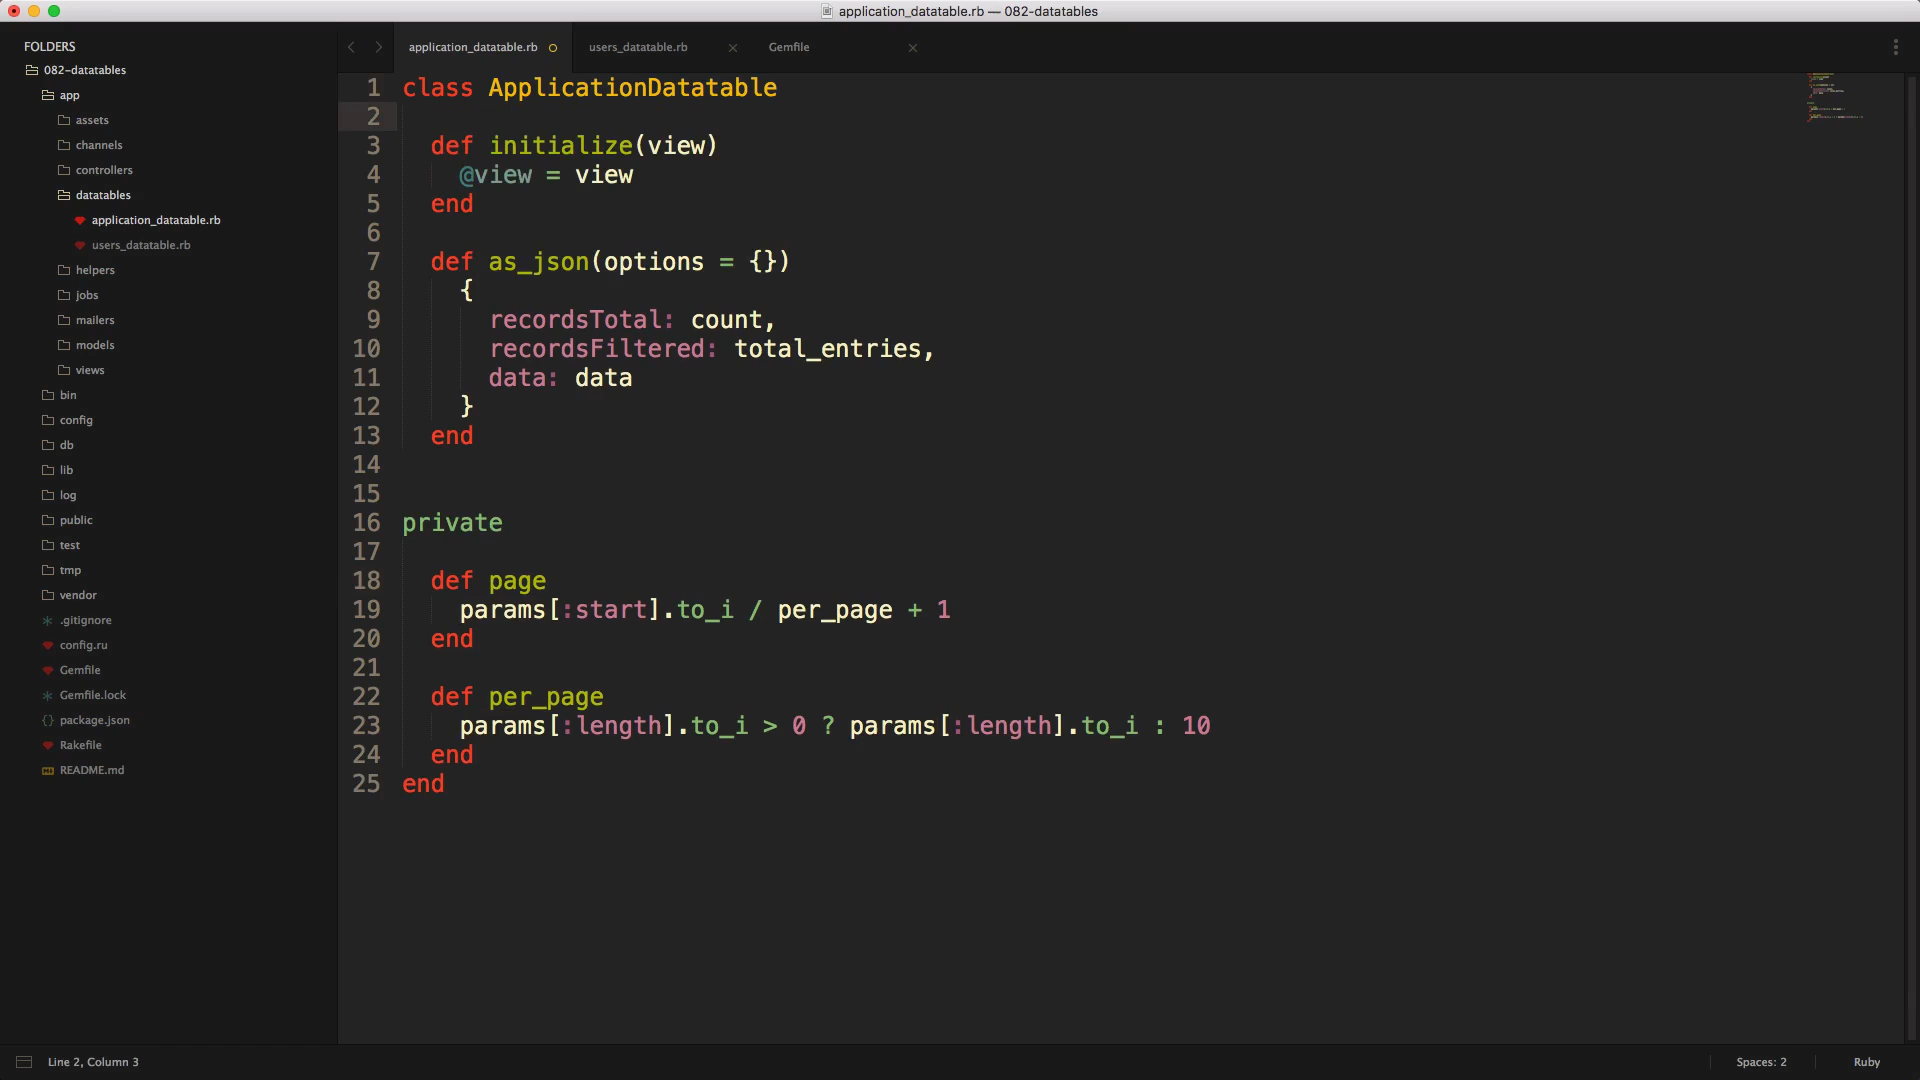 application_datatable.rb — 082-datatables
FOLDERS
082-datatables
app
assets
channels
controllers
datatables
application_datatable.rb
users_datatable.rb
helpers
jobs
mailers
models
views
bin
config
db
lib
log
public
test
tmp
vendor
.gitignore
config.ru
Gemfile
Gemfile.lock
package.json
Rakefile
README.md
application_datatable.rb
users_datatable.rb
Gemfile
1 class ApplicationDatatable
2
3 def initialize(view)
4 @view = view
5 end
6
7 def as_json(options = {})
8 {
9 recordsTotal: count,
10 recordsFiltered: total_entries,
11 data: data
12 }
13 end
14
15
16 private
17
18 def page
19 params[:start].to_i / per_page + 1
20 end
21
22 def per_page
23 params[:length].to_i > 0 ? params[:length].to_i : 10
24 end
25 end
Line 2, Column 3
Spaces: 2
Ruby